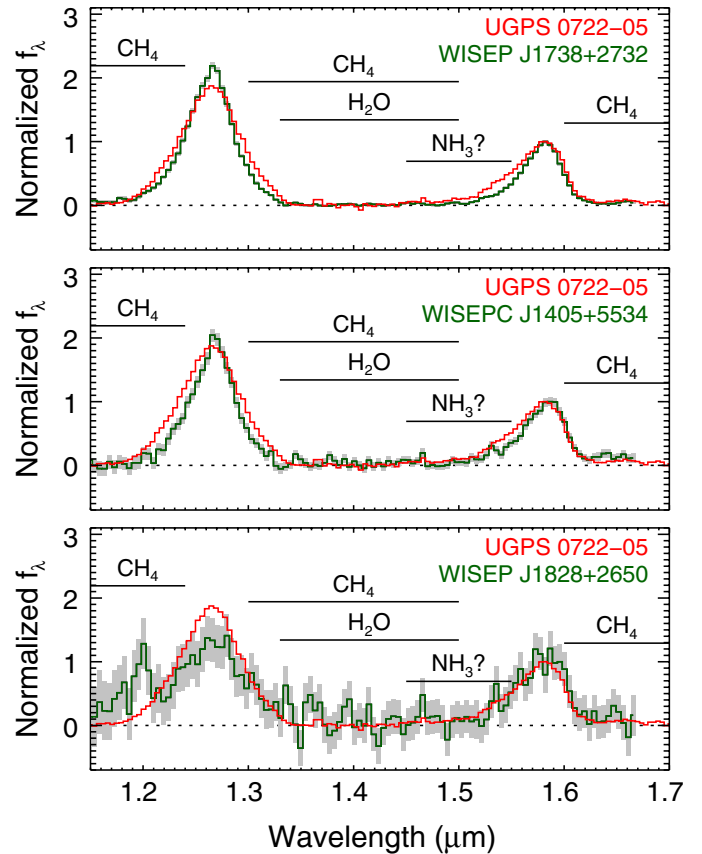 UGPS 0722−05
WISEP J1738+2732
CH₄
CH₄
H₂O
NH₃?
CH₄
Normalized f_λ
3
2
1
0
UGPS 0722−05
WISEPC J1405+5534
CH₄
CH₄
H₂O
NH₃?
CH₄
Normalized f_λ
3
2
1
0
UGPS 0722−05
WISEP J1828+2650
CH₄
CH₄
H₂O
NH₃?
CH₄
Normalized f_λ
3
2
1
0
1.2 1.3 1.4 1.5 1.6 1.7
Wavelength (μm)